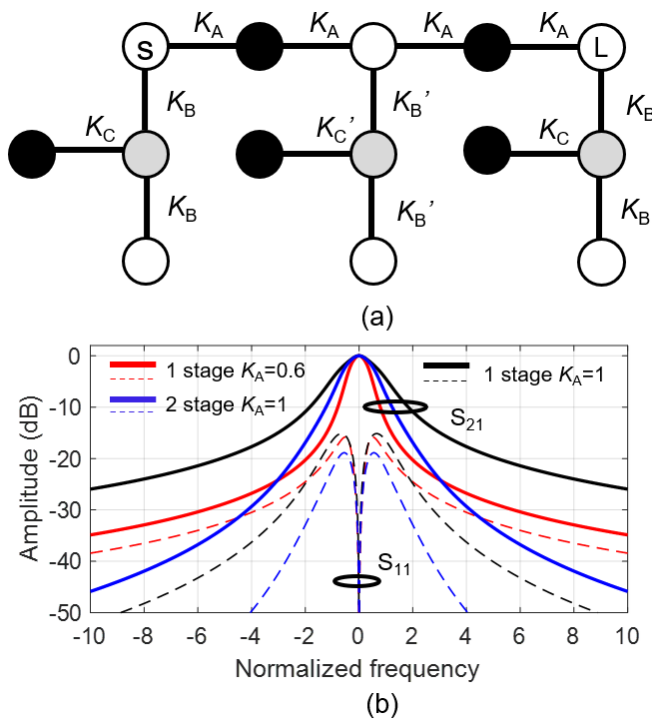 K_A K_A K_A K_A
S L
K_B K_B' K_B
K_C K_C' K_C
K_B K_B' K_B
(a)
0
-10
-20
-30
-40
-50
Amplitude (dB)
1 stage K_A=0.6
2 stage K_A=1
1 stage K_A=1
S_21
S_11
-10 -8 -6 -4 -2 0 2 4 6 8 10
Normalized frequency
(b)